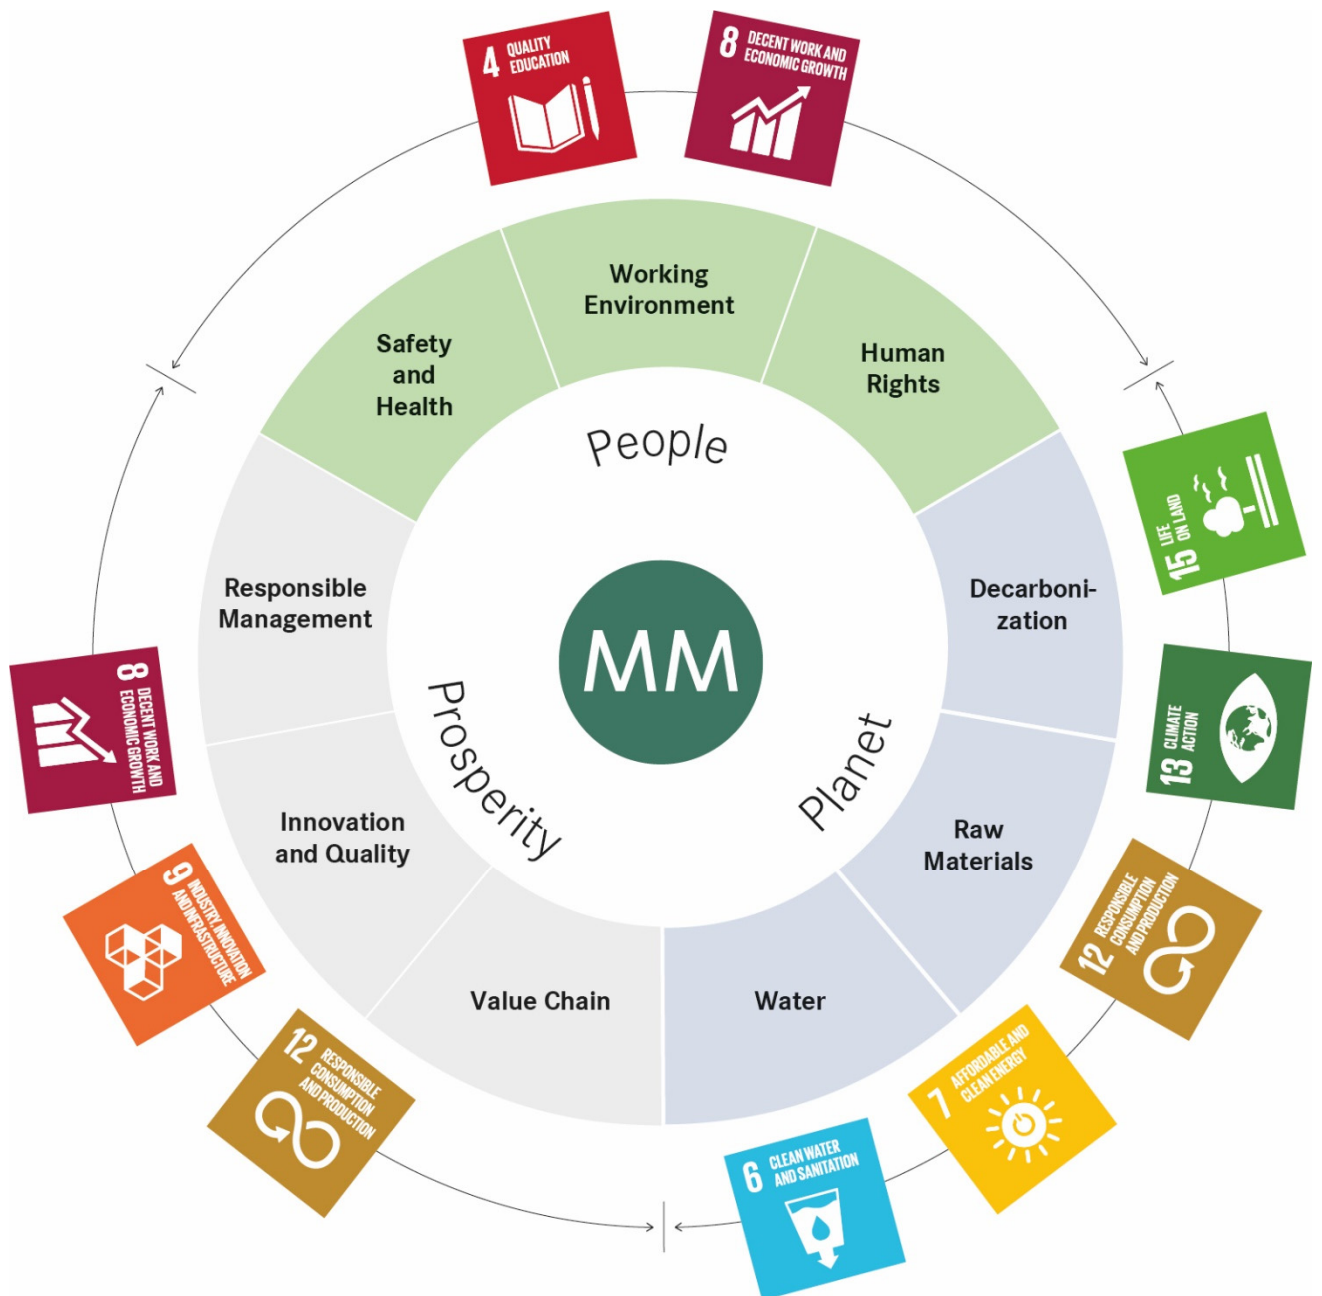 4 QUALITY
EDUCATION
8 DECENT WORK AND
ECONOMIC GROWTH
Working
Environment
Safety
and
Health
Human
Rights
People
15 LIFE
ON LAND
Responsible
Management
Decarboni-
zation
MM
8 DECENT WORK AND
ECONOMIC GROWTH
Prosperity
Planet
13 CLIMATE
ACTION
Innovation
and Quality
Raw
Materials
9 INDUSTRY, INNOVATION
AND INFRASTRUCTURE
12 RESPONSIBLE
CONSUMPTION
AND PRODUCTION
Value Chain
Water
12 RESPONSIBLE
CONSUMPTION
AND PRODUCTION
7 AFFORDABLE AND
CLEAN ENERGY
6 CLEAN WATER
AND SANITATION